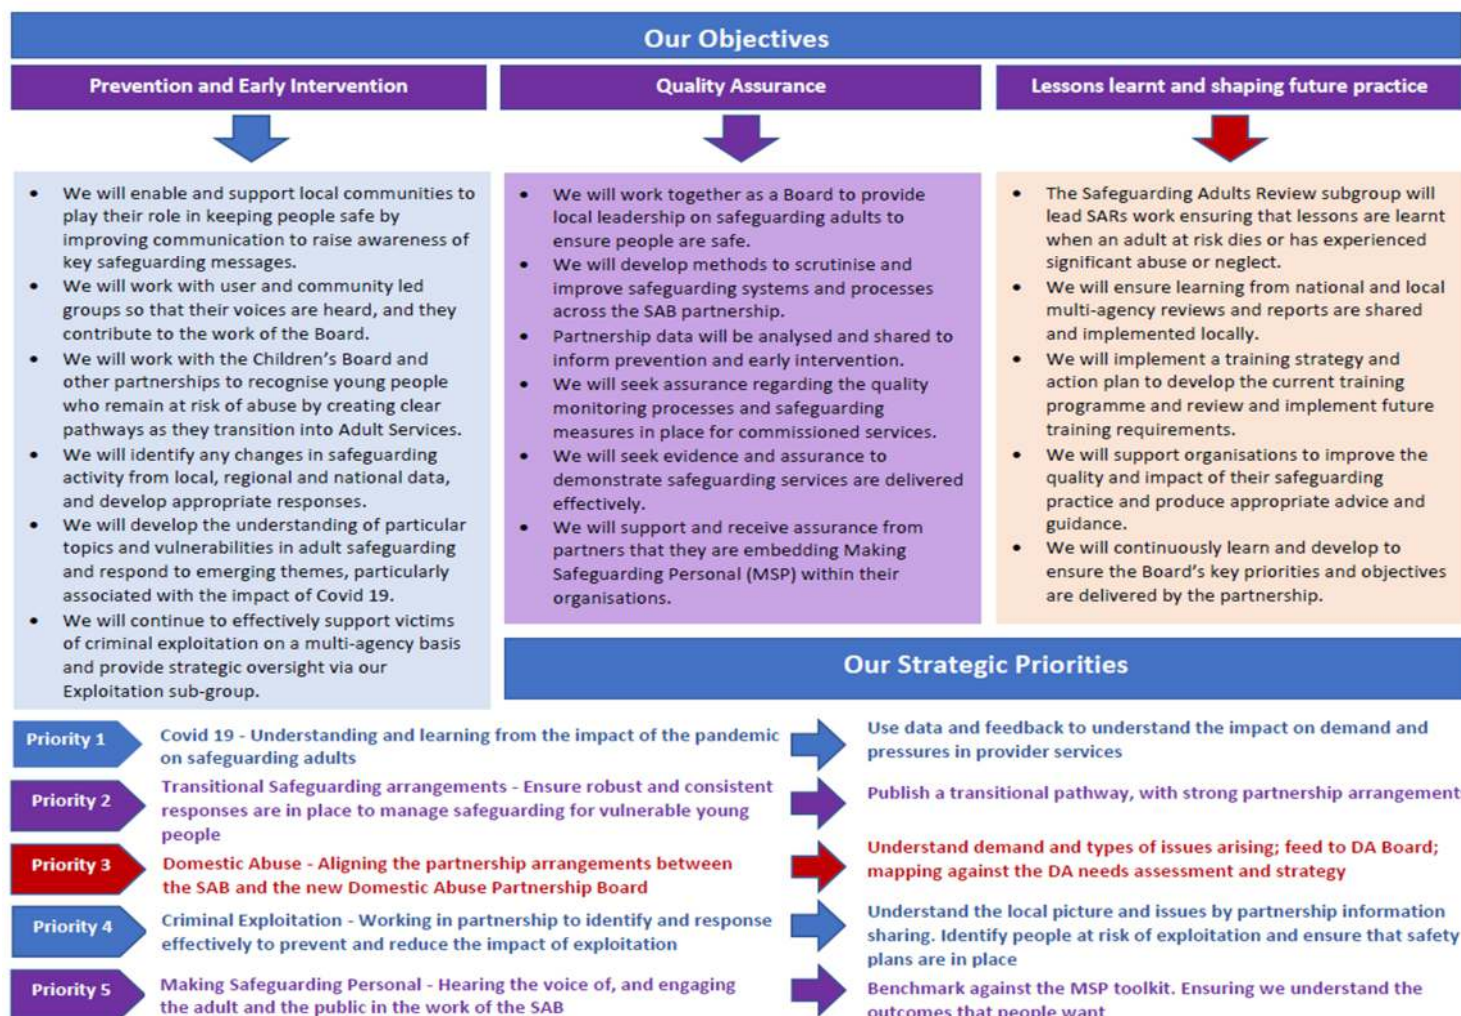 Our Objectives
Prevention and Early Intervention
• We will enable and support local communities to
play their role in keeping people safe by
improving communication to raise awareness of
key safeguarding messages.
• We will work with user and community led
groups so that their voices are heard, and they
contribute to the work of the Board.
• We will work with the Children's Board and
other partnerships to recognise young people
who remain at risk of abuse by creating clear
pathways as they transition into Adult Services.
• We will identify any changes in safeguarding
activity from local, regional and national data,
and develop appropriate responses.
• We will develop the understanding of particular
topics and vulnerabilities in adult safeguarding
and respond to emerging themes, particularly
associated with the impact of Covid 19.
• We will continue to effectively support victims
of criminal exploitation on a multi-agency basis
and provide strategic oversight via our
Exploitation sub-group.
Quality Assurance
• We will work together as a Board to provide
local leadership on safeguarding adults to
ensure people are safe.
• We will develop methods to scrutinise and
improve safeguarding systems and processes
across the SAB partnership.
• Partnership data will be analysed and shared to
inform prevention and early intervention.
• We will seek assurance regarding the quality
monitoring processes and safeguarding
measures in place for commissioned services.
• We will seek evidence and assurance to
demonstrate safeguarding services are delivered
effectively.
• We will support and receive assurance from
partners that they are embedding Making
Safeguarding Personal (MSP) within their
organisations.
Lessons learnt and shaping future practice
• The Safeguarding Adults Review subgroup will
lead SARs work ensuring that lessons are learnt
when an adult at risk dies or has experienced
significant abuse or neglect.
• We will ensure learning from national and local
multi-agency reviews and reports are shared
and implemented locally.
• We will implement a training strategy and
action plan to develop the current training
programme and review and implement future
training requirements.
• We will support organisations to improve the
quality and impact of their safeguarding
practice and produce appropriate advice and
guidance.
• We will continuously learn and develop to
ensure the Board's key priorities and objectives
are delivered by the partnership.
Our Strategic Priorities
Priority 1
Covid 19 - Understanding and learning from the impact of the pandemic
on safeguarding adults
Use data and feedback to understand the impact on demand and
pressures in provider services
Priority 2
Transitional Safeguarding arrangements - Ensure robust and consistent
responses are in place to manage safeguarding for vulnerable young
people
Publish a transitional pathway, with strong partnership arrangement
Priority 3
Domestic Abuse - Aligning the partnership arrangements between
the SAB and the new Domestic Abuse Partnership Board
Understand demand and types of issues arising; feed to DA Board;
mapping against the DA needs assessment and strategy
Priority 4
Criminal Exploitation - Working in partnership to identify and response
effectively to prevent and reduce the impact of exploitation
Understand the local picture and issues by partnership information
sharing. Identify people at risk of exploitation and ensure that safety
plans are in place
Priority 5
Making Safeguarding Personal - Hearing the voice of, and engaging
the adult and the public in the work of the SAB
Benchmark against the MSP toolkit. Ensuring we understand the
outcomes that people want